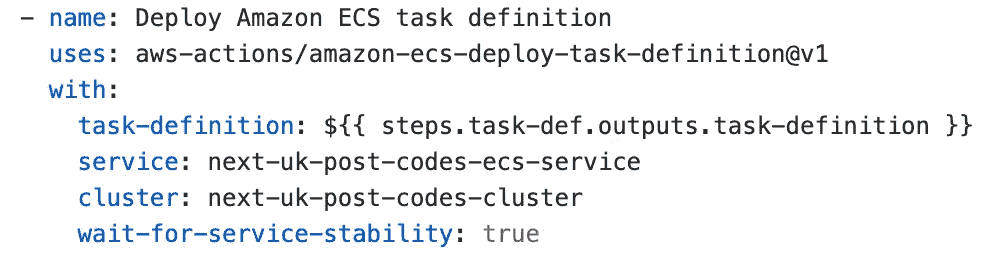 - name: Deploy Amazon ECS task definition
uses: aws-actions/amazon-ecs-deploy-task-definition@v1
with:
task-definition: ${{ steps.task-def.outputs.task-definition }}
service: next-uk-post-codes-ecs-service
cluster: next-uk-post-codes-cluster
wait-for-service-stability: true